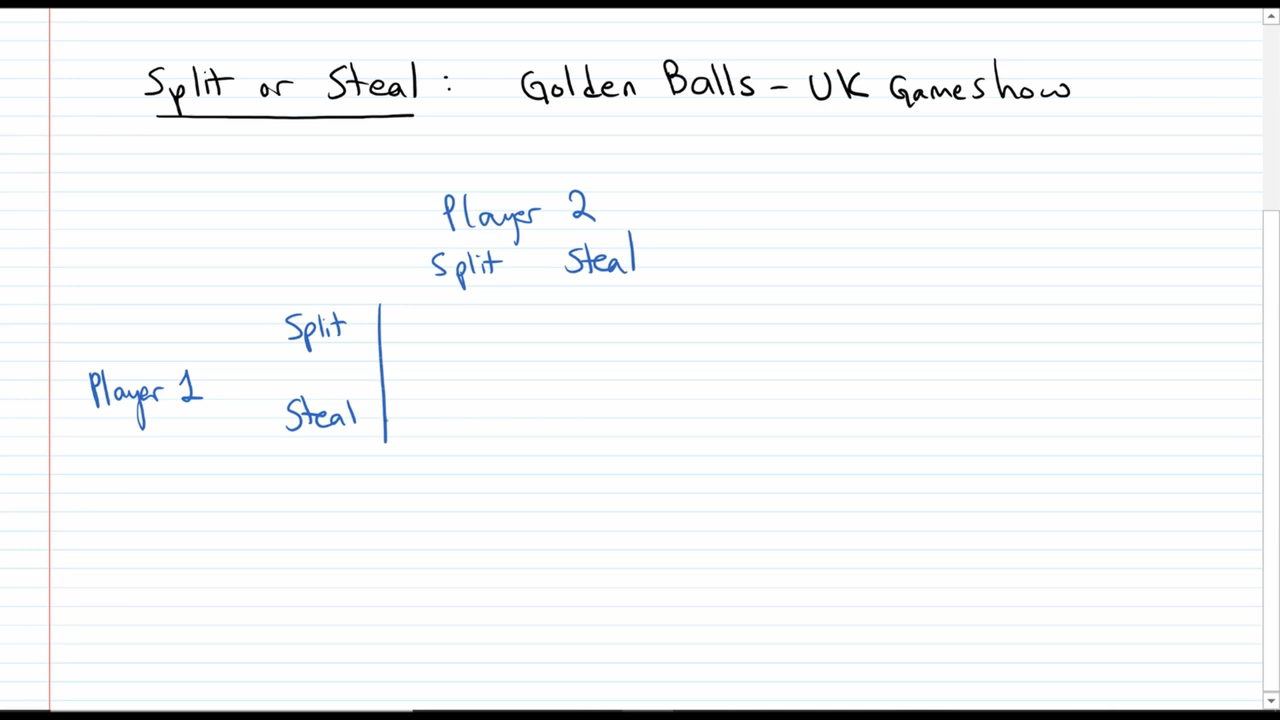 Split or Steal : Golden Balls - UK Gameshow
Player 2
Split Steal
Split
Player 1
Steal